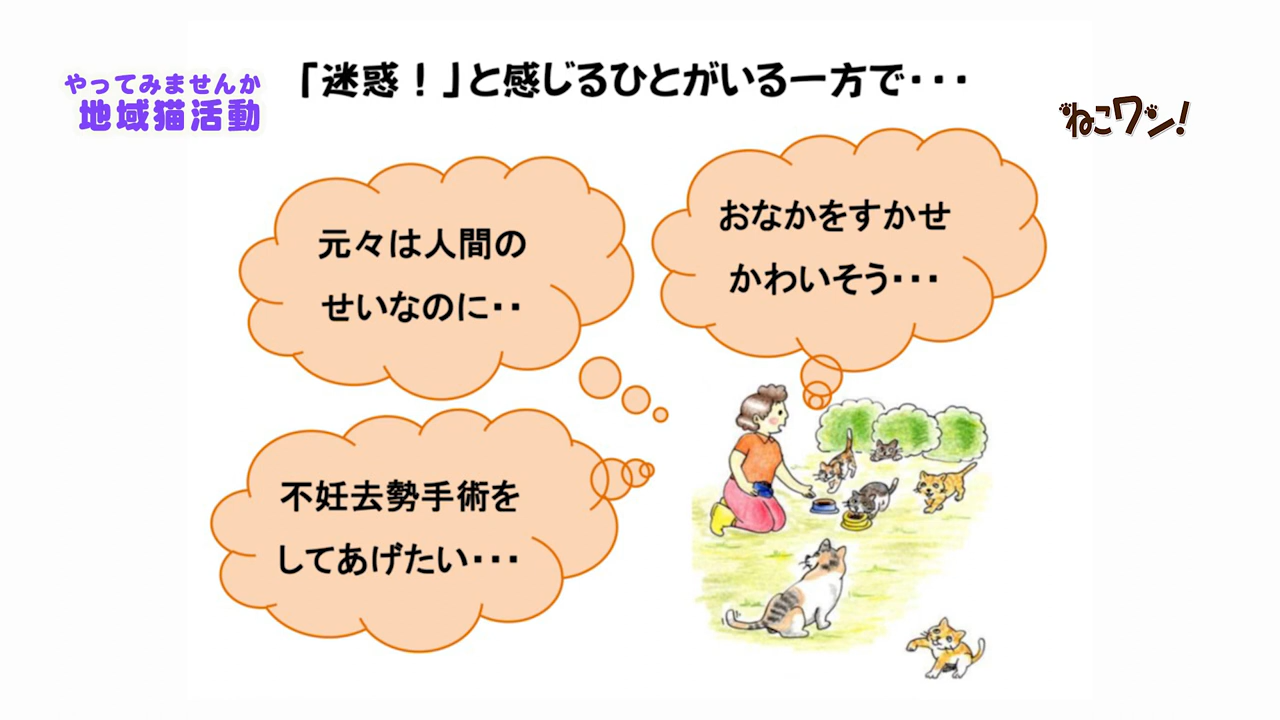 やってみませんか
地域猫活動
「迷惑！」と感じるひとがいる一方で・・・
ねこワン！
元々は人間の
せいなのに・・
おなかをすかせ
かわいそう・・・
不妊去勢手術を
してあげたい・・・